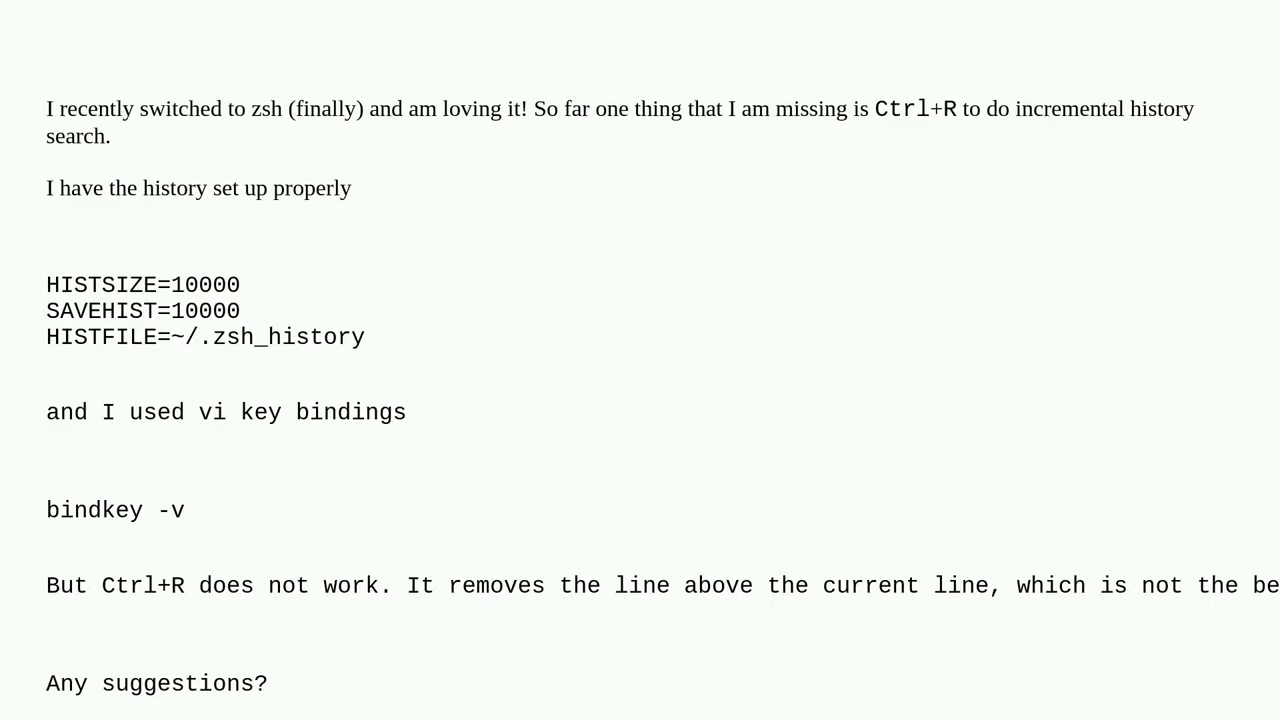 I recently switched to zsh (finally) and am loving it! So far one thing that I am missing is Ctrl+R to do incremental history
search.
I have the history set up properly
HISTSIZE=10000
SAVEHIST=10000
HISTFILE=~/.zsh_history
and I used vi key bindings
bindkey -v
But Ctrl+R does not work. It removes the line above the current line, which is not the
Any suggestions?